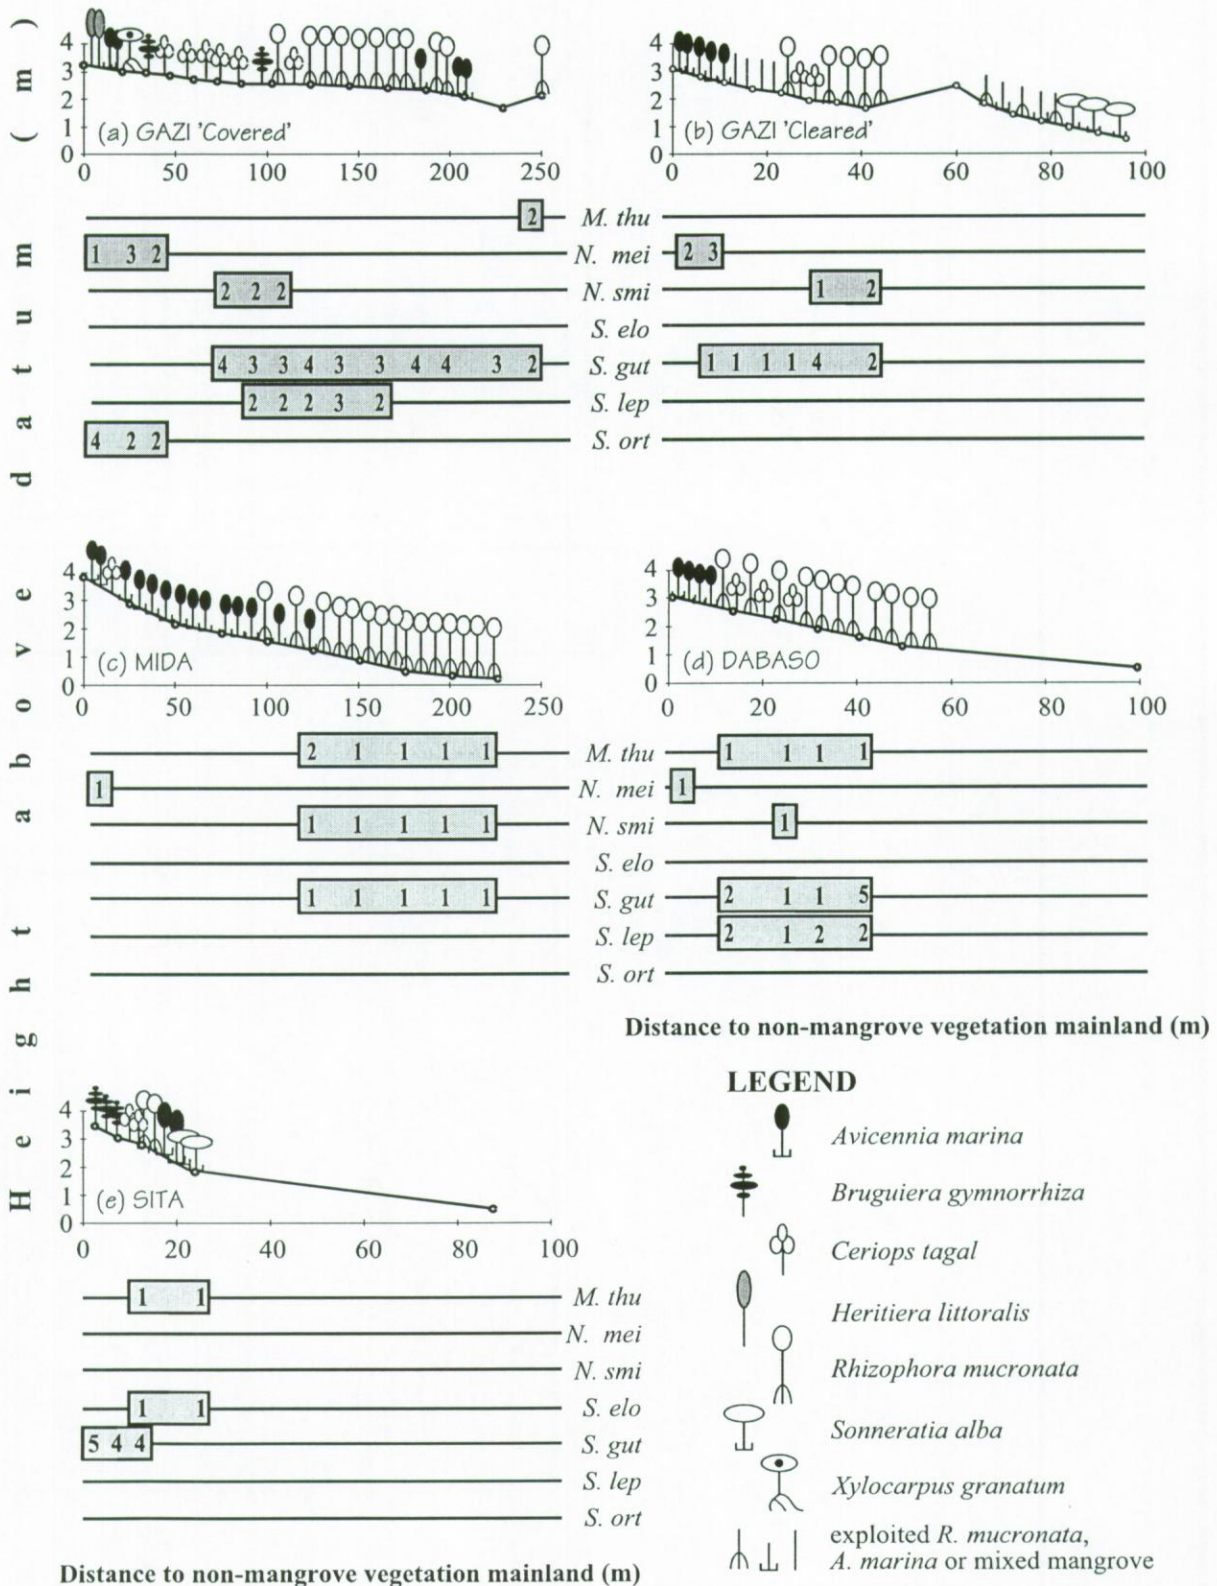 Height above datum (m)
4
3
2
1
0
(a) GAZI 'Covered'
0 50 100 150 200 250
4
3
2
1
0
(b) GAZI 'Cleared'
0 20 40 60 80 100
2 M. thu
1 3 2 N. mei 2 3
2 2 2 N. smi 1 2
S. elo
4 3 3 4 3 3 4 4 3 2 S. gut 1 1 1 1 4 2
2 2 2 3 2 S. lep
4 2 2 S. ort
4
3
2
1
0
(c) MIDA
0 50 100 150 200 250
4
3
2
1
0
(d) DABASO
0 20 40 60 80 100
2 1 1 1 1 M. thu 1 1 1 1
1 N. mei 1
1 1 1 1 1 N. smi 1
S. elo
1 1 1 1 1 S. gut 2 1 1 5
S. lep 2 1 2 2
S. ort
Distance to non-mangrove vegetation mainland (m)
4
3
2
1
0
(e) SITA
0 20 40 60 80 100
1 1 M. thu
N. mei
N. smi
1 1 S. elo
5 4 4 S. gut
S. lep
S. ort
Distance to non-mangrove vegetation mainland (m)
LEGEND
Avicennia marina
Bruguiera gymnorrhiza
Ceriops tagal
Heritiera littoralis
Rhizophora mucronata
Sonneratia alba
Xylocarpus granatum
exploited R. mucronata,
A. marina or mixed mangrove